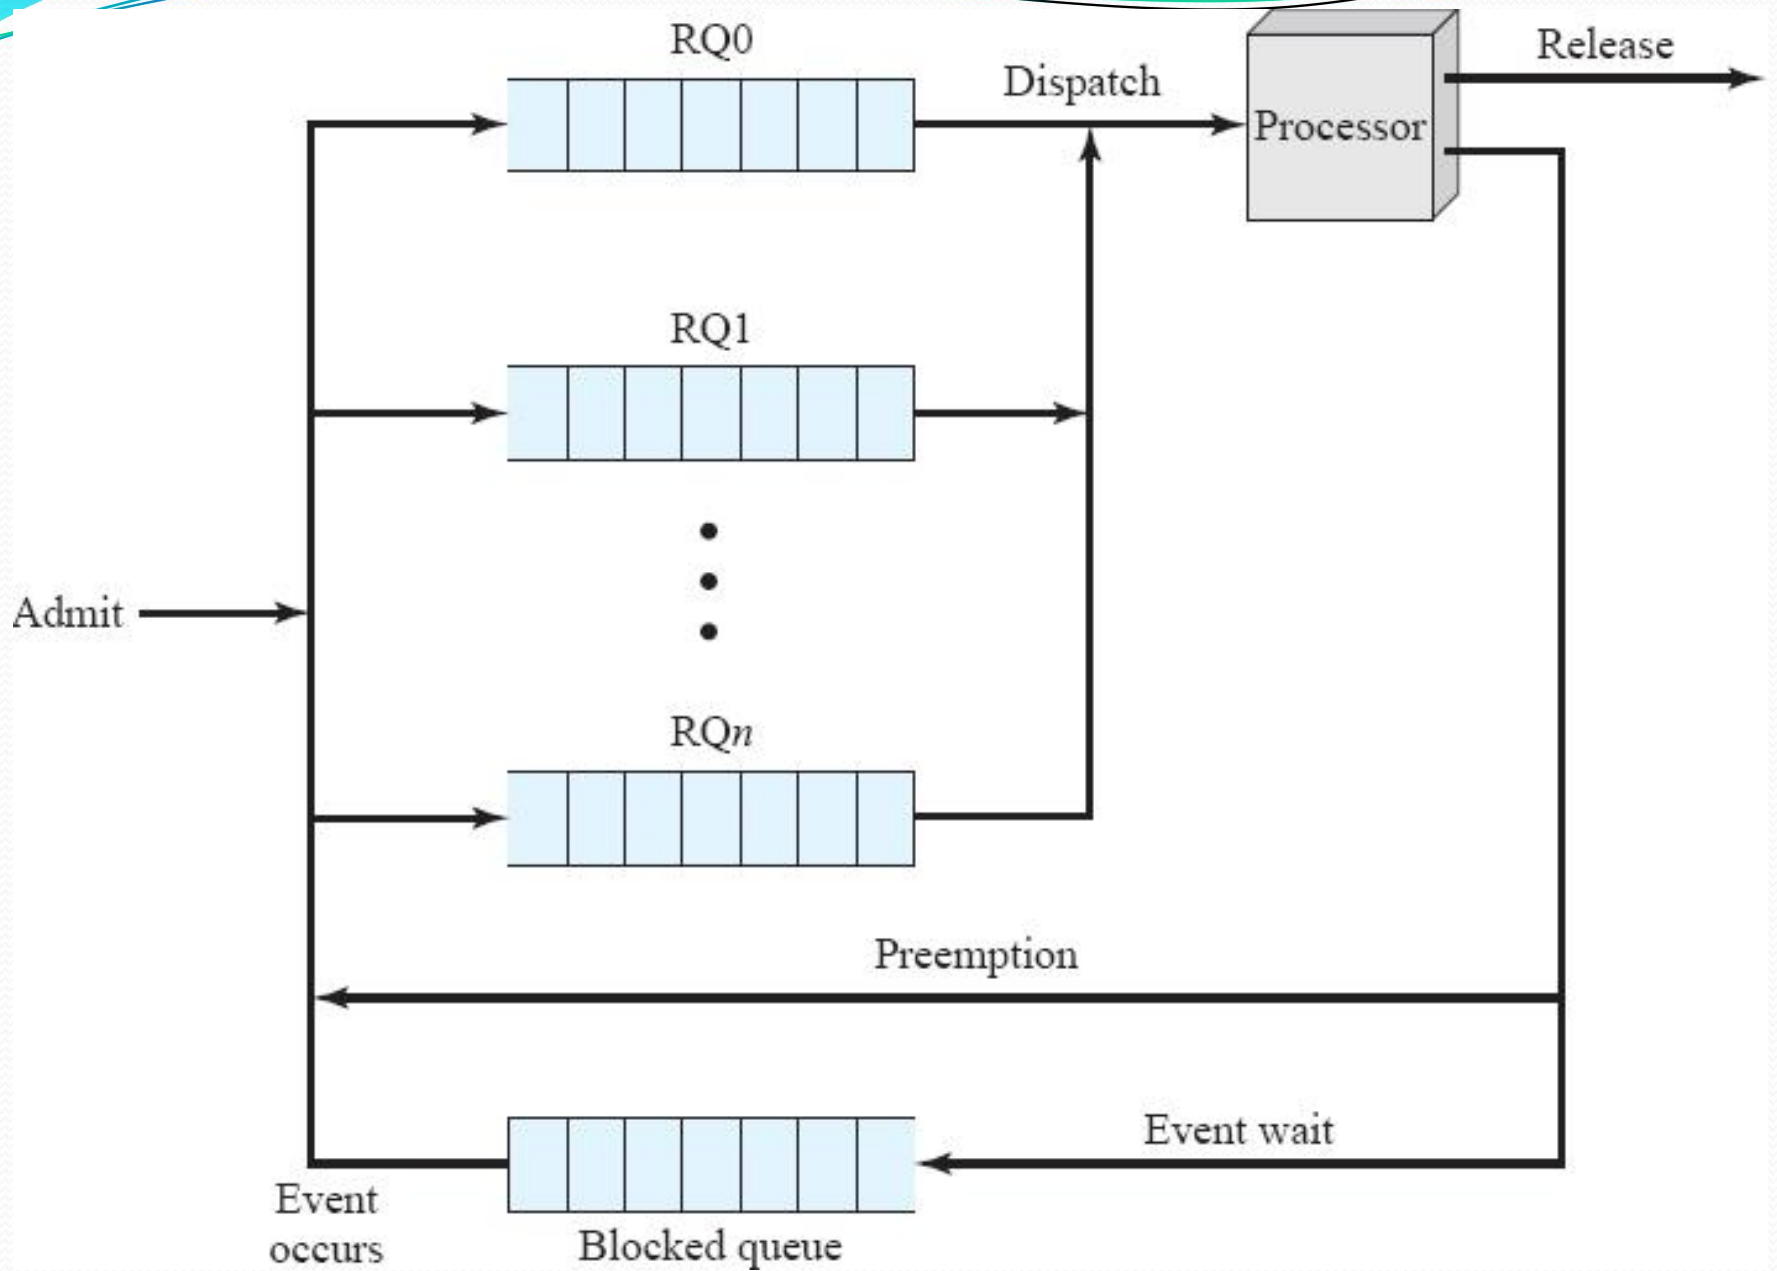 RQ0
Release
Dispatch
Processor
RQ1
Admit
RQn
Preemption
Event wait
Event
occurs
Blocked queue